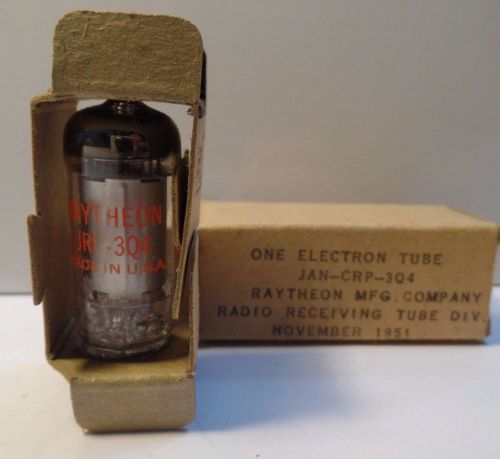 RAYTHEON
JRP-3Q4
MADE IN U.S.A.
ONE ELECTRON TUBE
JAN-CRP-3Q4
RAYTHEON MFG. COMPANY
RADIO RECEIVING TUBE DIV.
NOVEMBER 1951